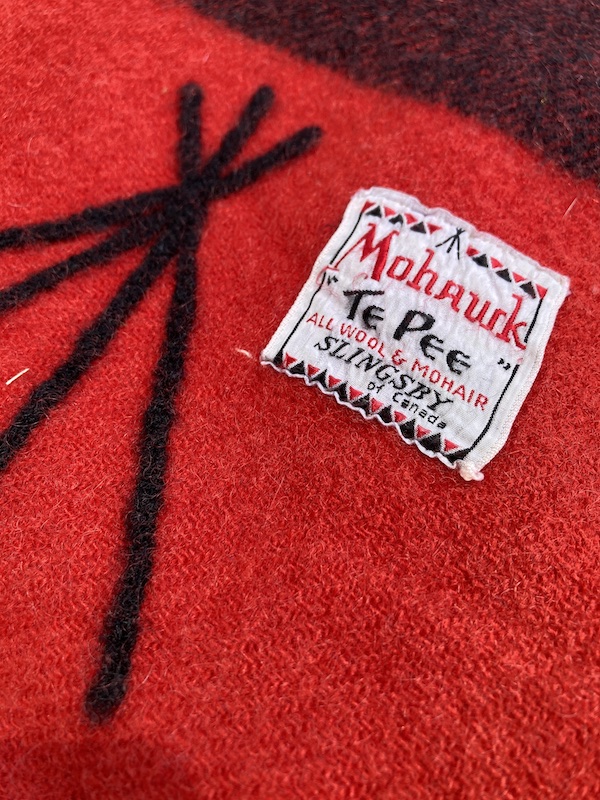 Mohawk
"Te Pee"
ALL WOOL & MOHAIR
SLINGSBY
of Canada